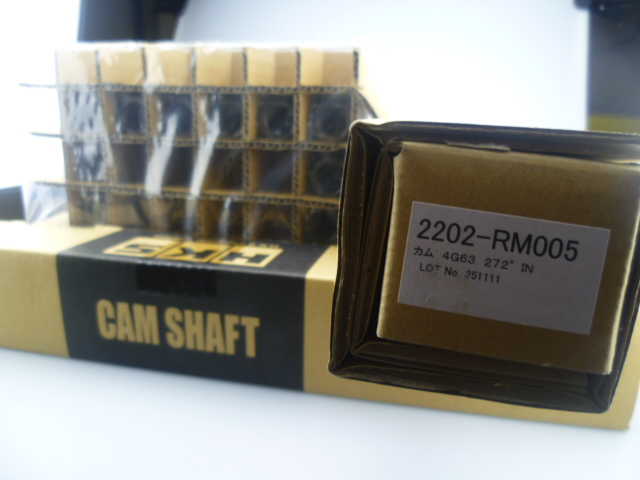 HKS
CAM SHAFT
2202-RM005
カム 4G63 272° IN
LOT No. 251111